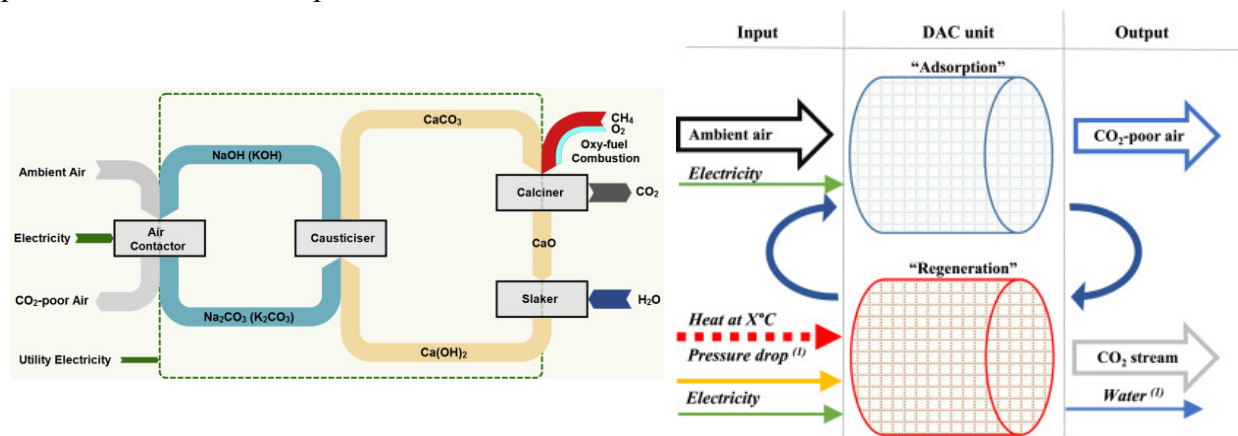 CaCO3
CH4
O2
Oxy-fuel
Combustion
NaOH (KOH)
Ambient Air
Calciner
CO2
Electricity
Air
Contactor
Causticiser
CaO
CO2-poor Air
Slaker
H2O
Na2CO3 (K2CO3)
Utility Electricity
Ca(OH)2
Input
DAC unit
Output
"Adsorption"
Ambient air
CO2-poor air
Electricity
"Regeneration"
Heat at X°C
Pressure drop (1)
CO2 stream
Electricity
Water (1)